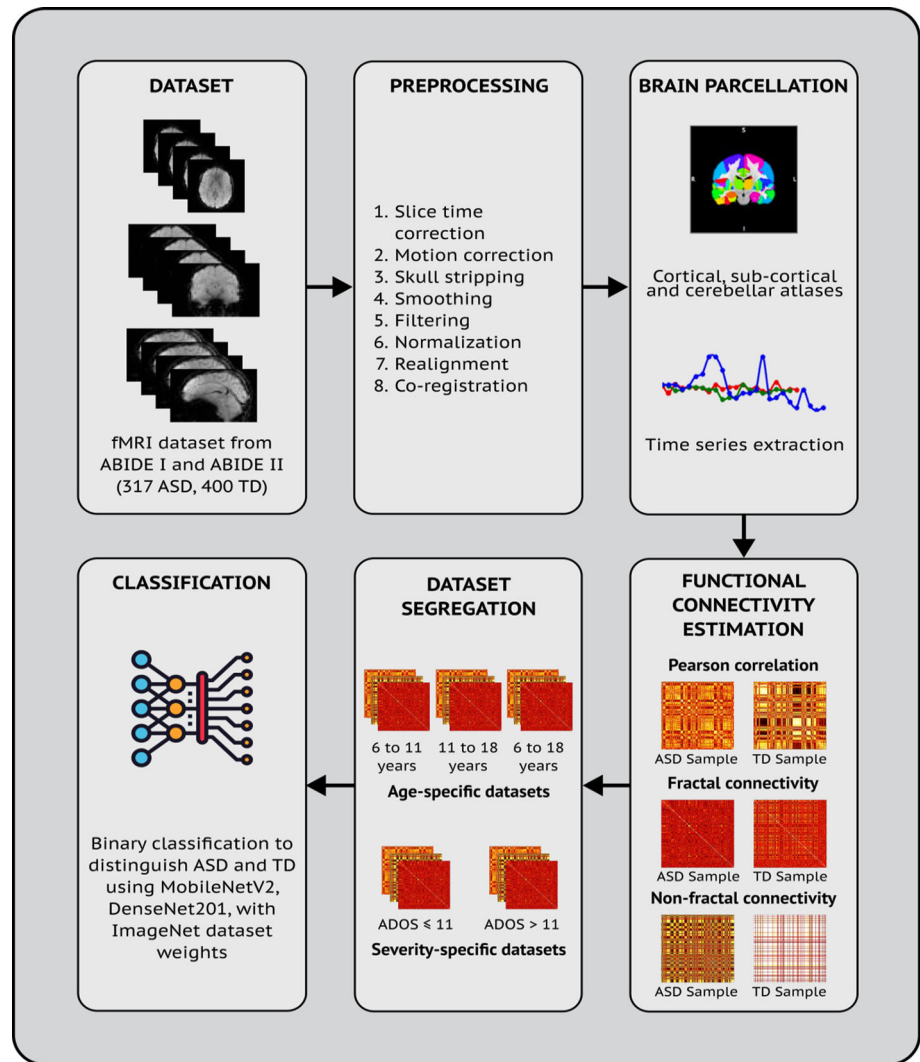 DATASET
fMRI dataset from
ABIDE I and ABIDE II
(317 ASD, 400 TD)
PREPROCESSING
1. Slice time
correction
2. Motion correction
3. Skull stripping
4. Smoothing
5. Filtering
6. Normalization
7. Realignment
8. Co-registration
BRAIN PARCELLATION
S
R
L
I
Cortical, sub-cortical
and cerebellar atlases
Time series extraction
FUNCTIONAL
CONNECTIVITY
ESTIMATION
Pearson correlation
ASD Sample
TD Sample
Fractal connectivity
ASD Sample
TD Sample
Non-fractal connectivity
ASD Sample
TD Sample
DATASET
SEGREGATION
6 to 11
years
11 to 18
years
6 to 18
years
Age-specific datasets
ADOS ⩽ 11
ADOS > 11
Severity-specific datasets
CLASSIFICATION
Binary classification to
distinguish ASD and TD
using MobileNetV2,
DenseNet201, with
ImageNet dataset
weights